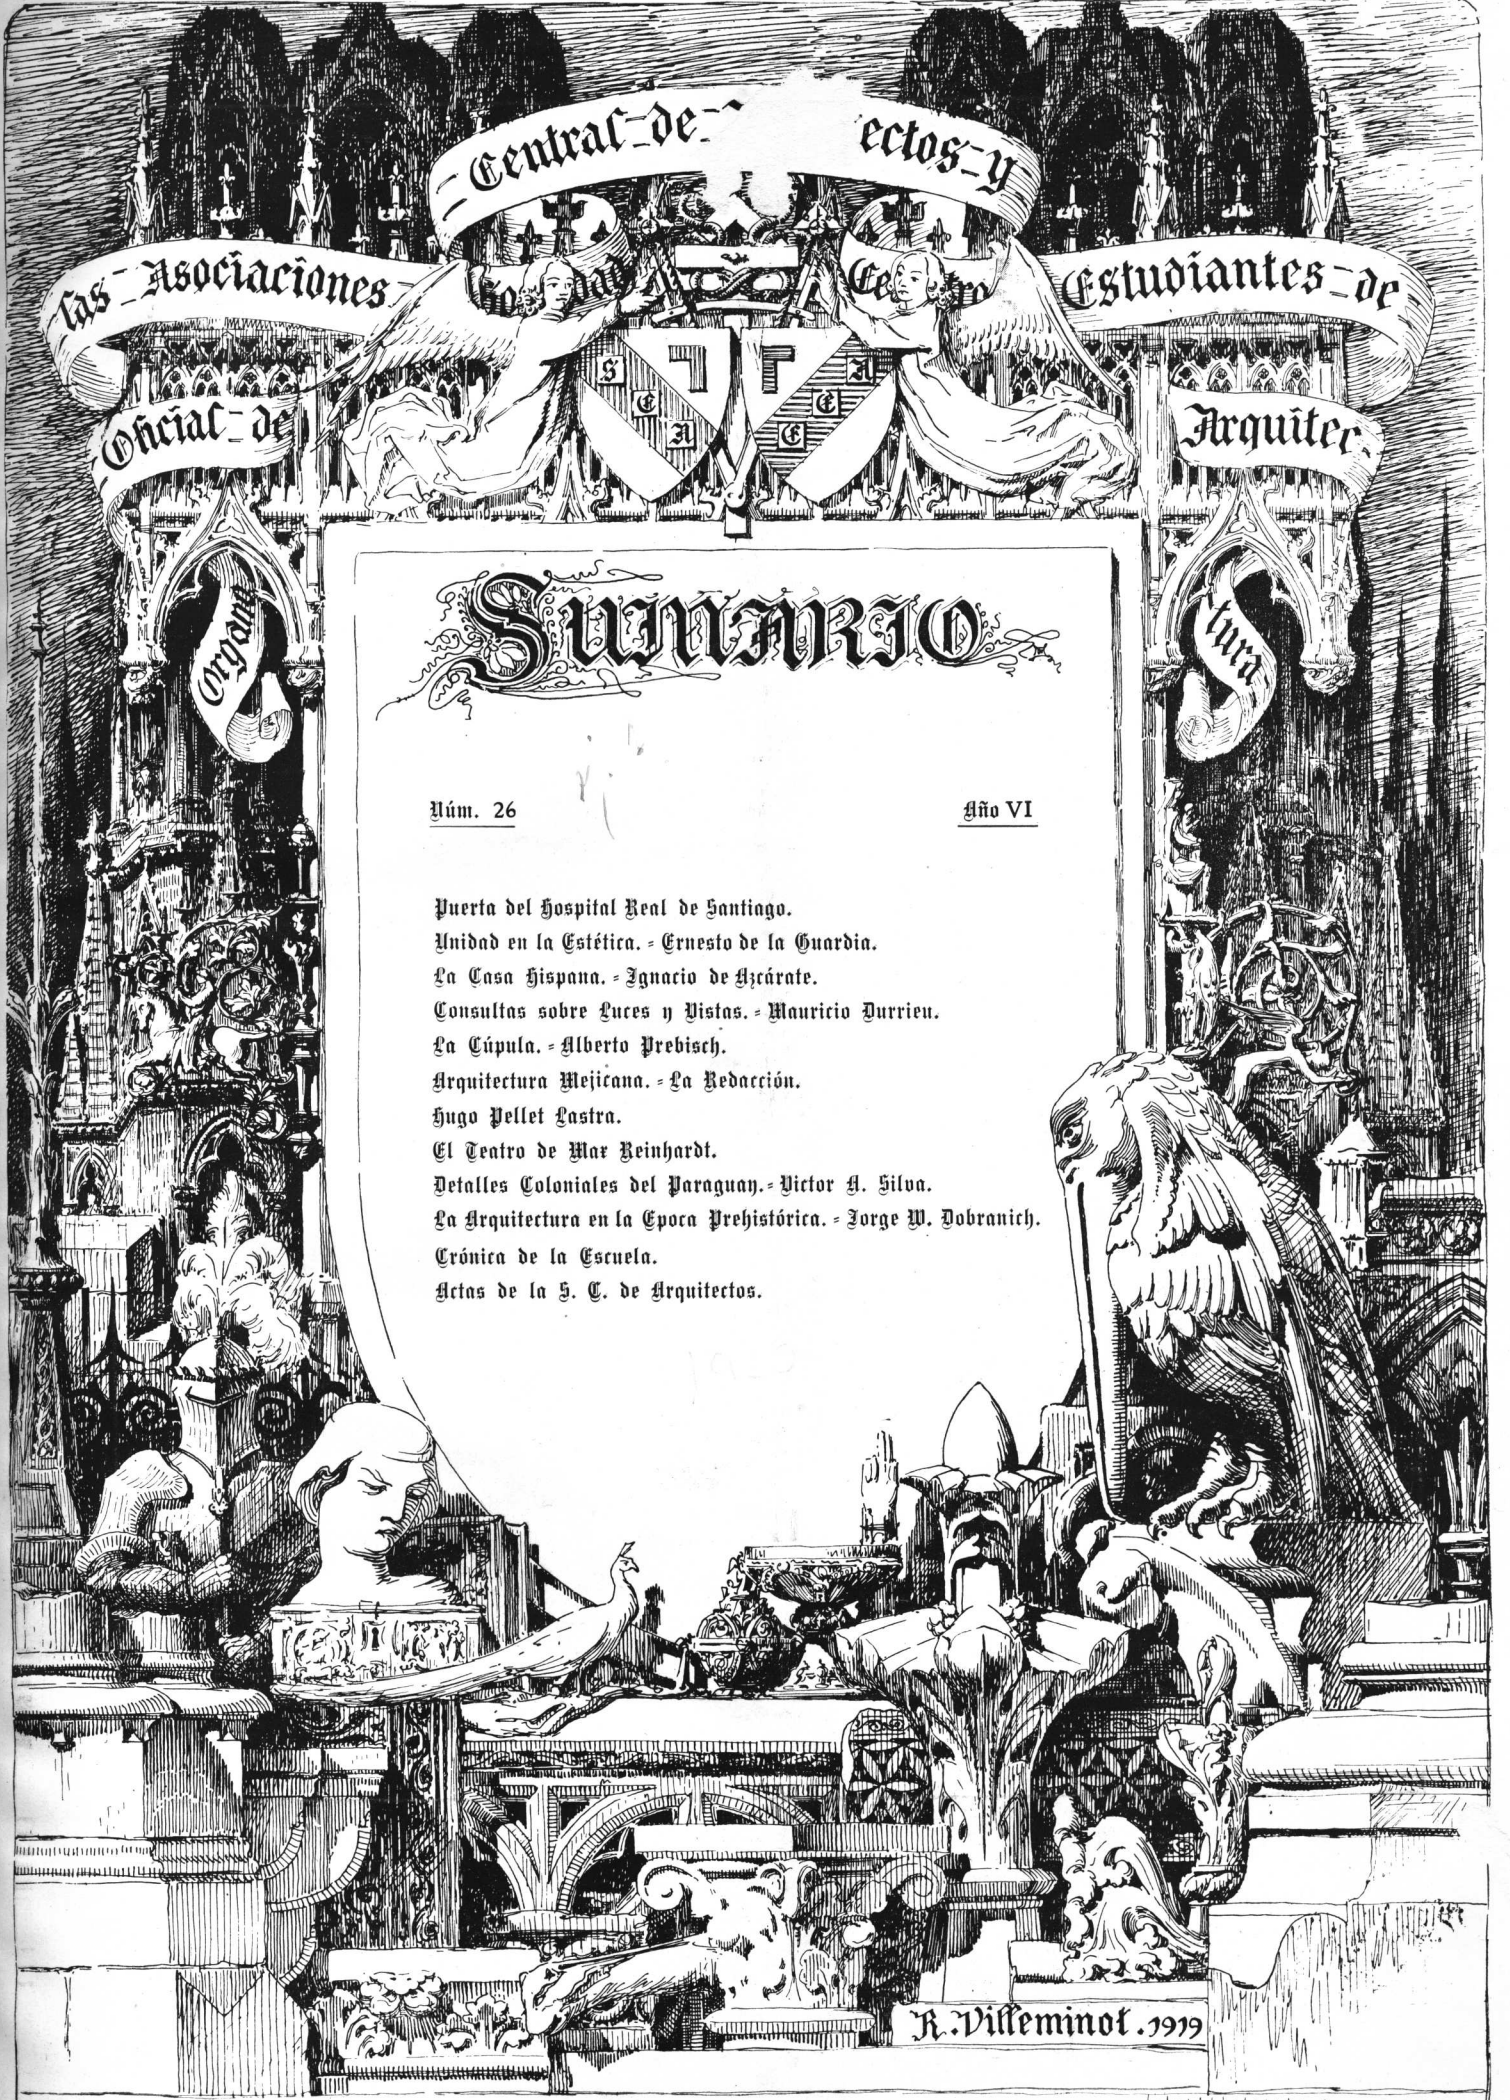 Central-de-
ectos-y
las-Asociaciones
Estudiantes-de
Oficial-de
Arquitec-
Organo
tura
S
C
A
A
E
C
Sumario
Núm. 26
Año VI
Puerta del Hospital Real de Santiago.
Unidad en la Estética. = Ernesto de la Guardia.
La Casa Hispana. = Ignacio de Azcárate.
Consultas sobre Luces y Vistas. = Mauricio Durrieu.
La Cúpula. = Alberto Prebisch.
Arquitectura Mejicana. = La Redacción.
Hugo Pellet Lastra.
El Teatro de Max Reinhardt.
Detalles Coloniales del Paraguay. = Victor A. Silva.
La Arquitectura en la Epoca Prehistórica. = Jorge W. Dobranich.
Crónica de la Escuela.
Actas de la S. C. de Arquitectos.
R. Villeminot. 1919